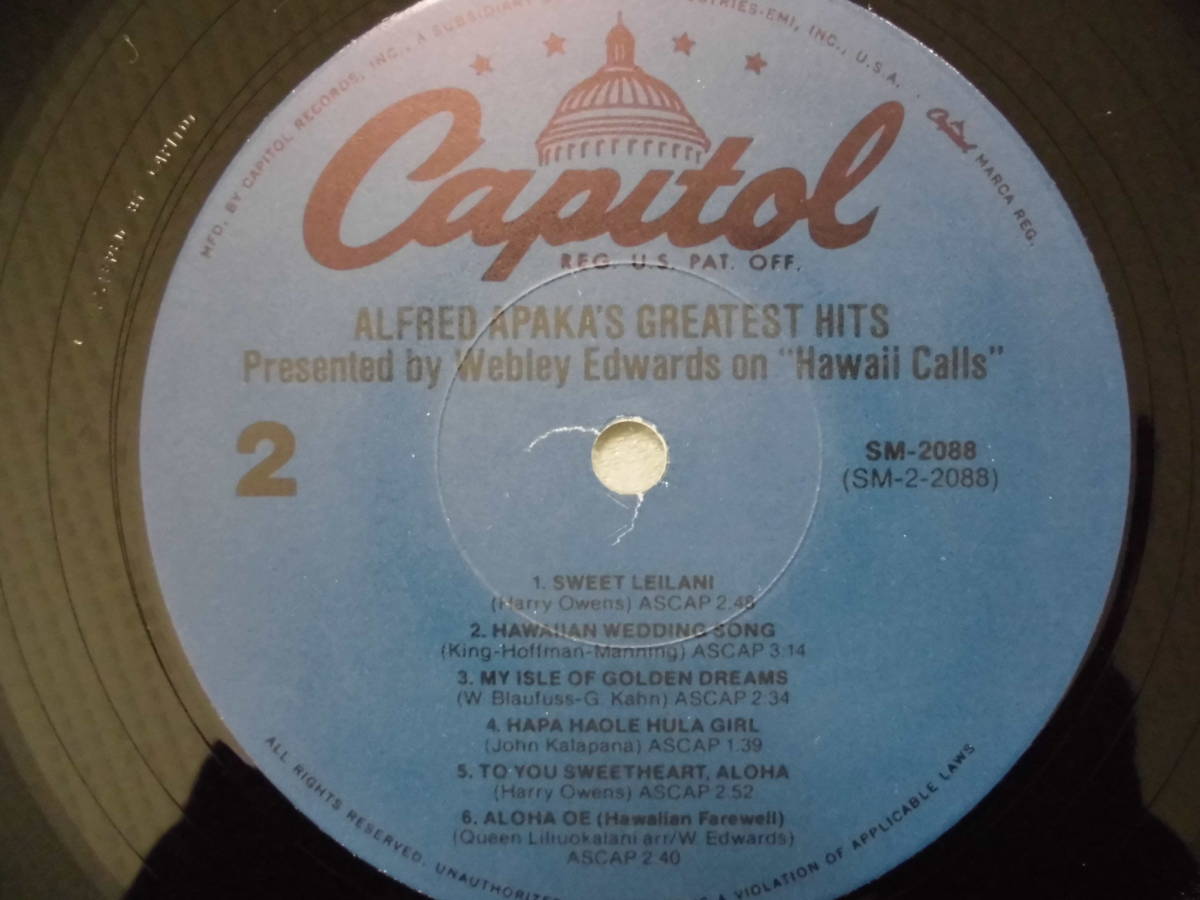 MFD. BY CAPITOL RECORDS, INC., A SUBSIDIARY INDUSTRIES-EMI, INC., U.S.A. · Capitol MARCA REG.
Capitol
REG. U.S. PAT. OFF.
ALFRED APAKA'S GREATEST HITS
Presented by Webley Edwards on "Hawaii Calls"
2
SM-2088
(SM-2-2088)
1. SWEET LEILANI
(Harry Owens) ASCAP 2:48
2. HAWAIIAN WEDDING SONG
(King-Hoffman-Manning) ASCAP 3:14
3. MY ISLE OF GOLDEN DREAMS
(W. Blaufuss-G. Kahn) ASCAP 2:34
4. HAPA HAOLE HULA GIRL
(John Kalapana) ASCAP 1:39
5. TO YOU SWEETHEART, ALOHA
(Harry Owens) ASCAP 2:52
6. ALOHA OE (Hawaiian Farewell)
(Queen Liliuokalani arr/W. Edwards)
ASCAP 2:40
ALL RIGHTS RESERVED. UNAUTHORIZED A VIOLATION OF APPLICABLE LAWS